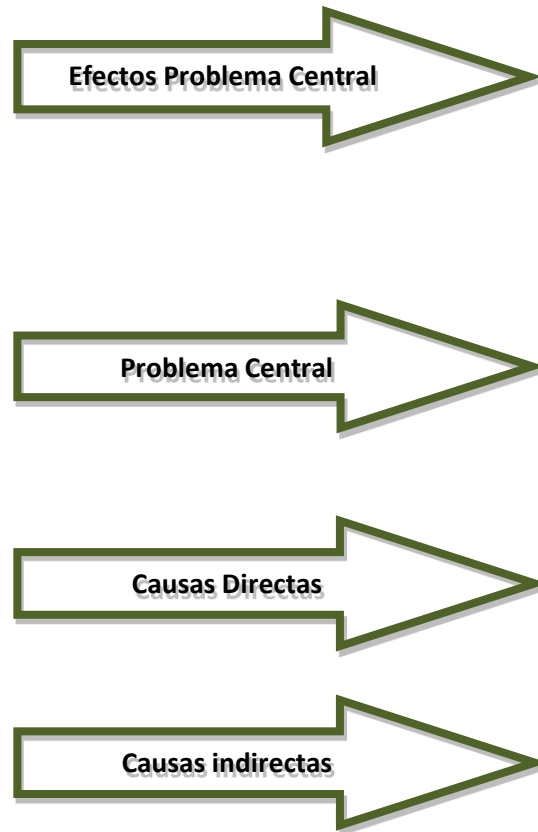 Efectos Problema Central
Problema Central
Causas Directas
Causas indirectas